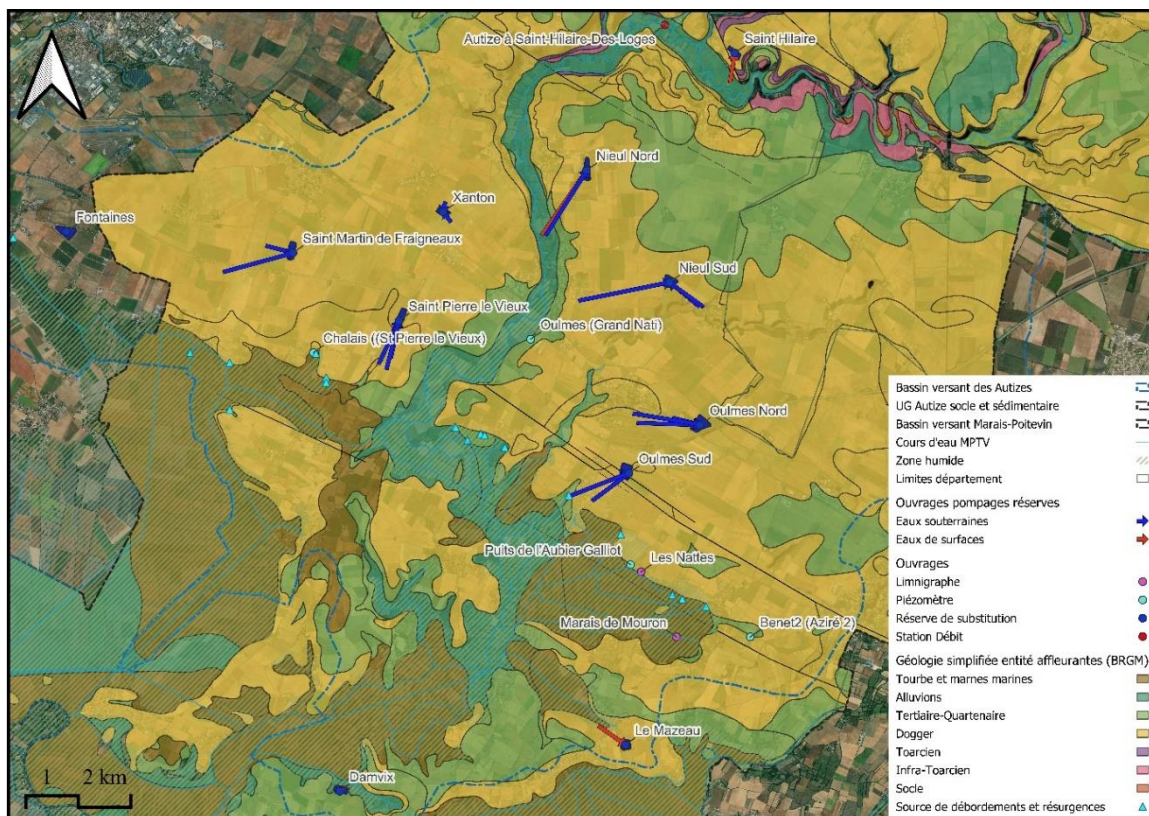 Autize à Saint-Hilaire-Des-Loges
Saint Hilaire
Nieul Nord
Xanton
Fontaines
Saint Martin de Fraigneaux
Nieul Sud
Saint Pierre le Vieux
Chalais ((St Pierre le Vieux)
Oulmes (Grand Nati)
Oulmes Nord
Oulmes Sud
Puits de l'Aubier Galliot
Les Nattes
Marais de Mouron
Benet2 (Aziré 2)
Le Mazeau
Damvix
1 2 km
Bassin versant des Autizes
UG Autize socle et sédimentaire
Bassin versant Marais-Poitevin
Cours d'eau MPTV
Zone humide
Limites département
Ouvrages pompages réserves
Eaux souterraines
Eaux de surfaces
Ouvrages
Limnigraphe
Piézomètre
Réserve de substitution
Station Débit
Géologie simplifiée entité affleurantes (BRGM)
Tourbe et marnes marines
Alluvions
Tertiaire-Quartenaire
Dogger
Toarcien
Infra-Toarcien
Socle
Source de débordements et résurgences